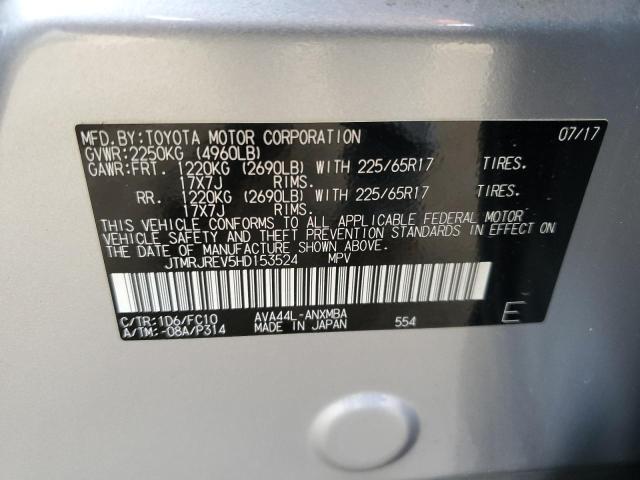 MFD.BY:TOYOTA MOTOR CORPORATION 07/17
GVWR:2250KG (4960LB)
GAWR:FRT. 1220KG (2690LB) WITH 225/65R17 TIRES.
17X7J RIMS.
RR. 1220KG (2690LB) WITH 225/65R17 TIRES.
17X7J RIMS.
THIS VEHICLE CONFORMS TO ALL APPLICABLE FEDERAL MOTOR
VEHICLE SAFETY AND THEFT PREVENTION STANDARDS IN EFFECT ON
THE DATE OF MANUFACTURE SHOWN ABOVE.
JTMRJREV5HD153524 MPV
C/TR:1D6/FC10 AVA44L-ANXMBA
A/TM:-08A/P314 MADE IN JAPAN 554 E